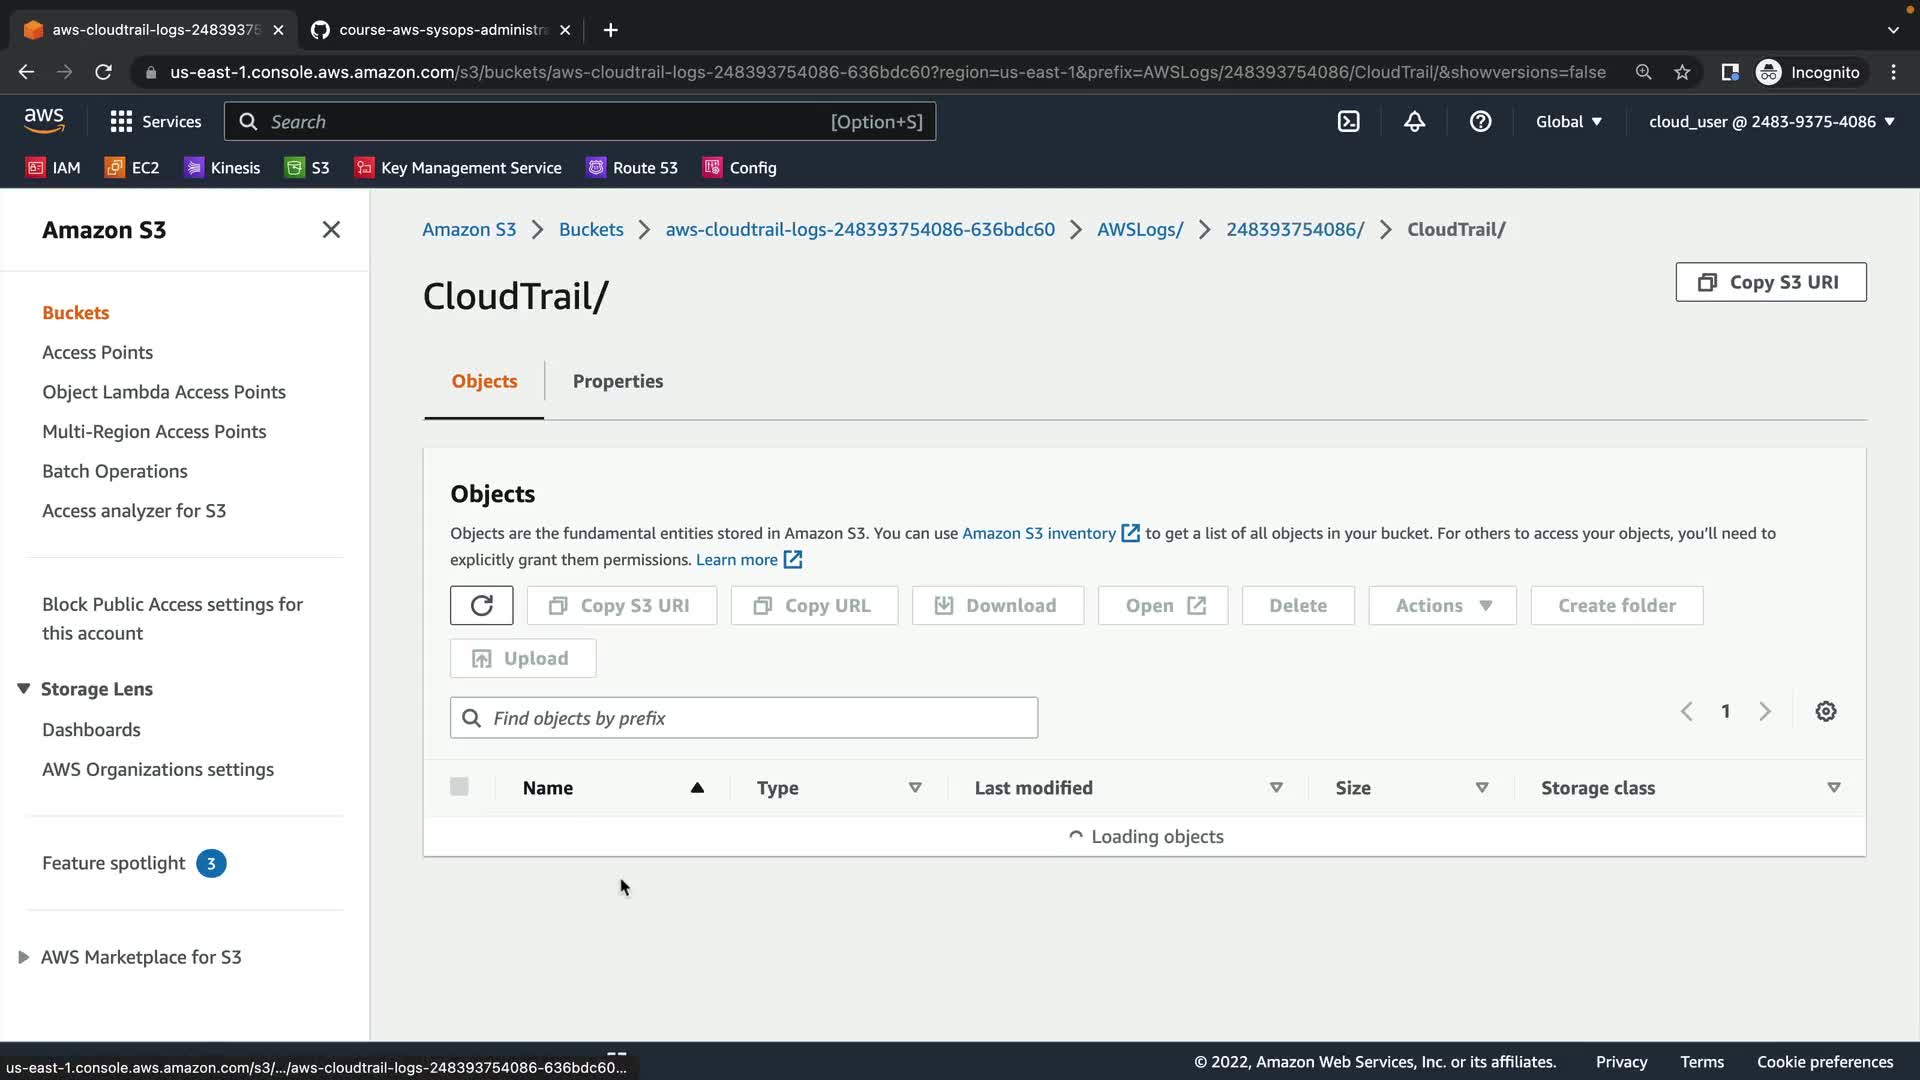 aws-cloudtrail-logs-24839375
course-aws-sysops-administra
us-east-1.console.aws.amazon.com/s3/buckets/aws-cloudtrail-logs-248393754086-636bdc60?region=us-east-1&prefix=AWSLogs/248393754086/CloudTrail/&showversions=false
Incognito
aws
Services
Search
[Option+S]
Global
cloud_user @ 2483-9375-4086
IAM
EC2
Kinesis
S3
Key Management Service
Route 53
Config
Amazon S3
Buckets
Access Points
Object Lambda Access Points
Multi-Region Access Points
Batch Operations
Access analyzer for S3
Block Public Access settings for
this account
Storage Lens
Dashboards
AWS Organizations settings
Feature spotlight 3
AWS Marketplace for S3
Amazon S3 > Buckets > aws-cloudtrail-logs-248393754086-636bdc60 > AWSLogs/ > 248393754086/ > CloudTrail/
CloudTrail/
Copy S3 URI
Objects
Properties
Objects
Objects are the fundamental entities stored in Amazon S3. You can use Amazon S3 inventory to get a list of all objects in your bucket. For others to access your objects, you'll need to
explicitly grant them permissions. Learn more
Copy S3 URI
Copy URL
Download
Open
Delete
Actions
Create folder
Upload
Find objects by prefix
1
Name
Type
Last modified
Size
Storage class
Loading objects
us-east-1.console.aws.amazon.com/s3/.../aws-cloudtrail-logs-248393754086-636bdc60...
© 2022, Amazon Web Services, Inc. or its affiliates.
Privacy
Terms
Cookie preferences